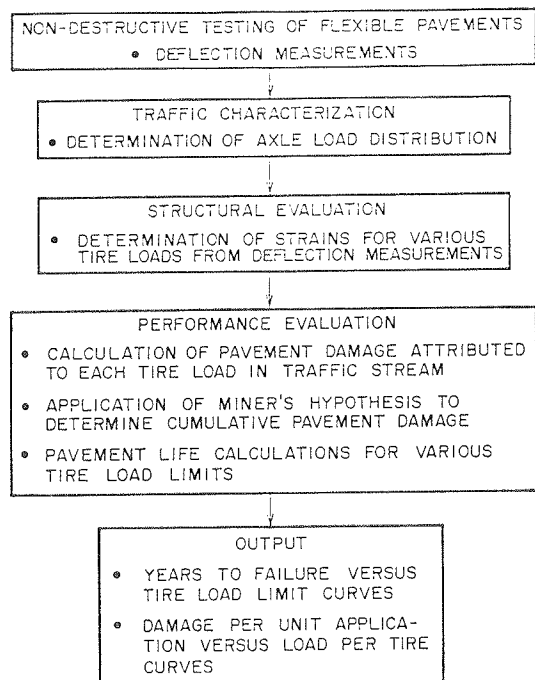 NON-DESTRUCTIVE TESTING OF FLEXIBLE PAVEMENTS
• DEFLECTION MEASUREMENTS
TRAFFIC CHARACTERIZATION
• DETERMINATION OF AXLE LOAD DISTRIBUTION
STRUCTURAL EVALUATION
• DETERMINATION OF STRAINS FOR VARIOUS
TIRE LOADS FROM DEFLECTION MEASUREMENTS
PERFORMANCE EVALUATION
• CALCULATION OF PAVEMENT DAMAGE ATTRIBUTED
TO EACH TIRE LOAD IN TRAFFIC STREAM
• APPLICATION OF MINER'S HYPOTHESIS TO
DETERMINE CUMULATIVE PAVEMENT DAMAGE
• PAVEMENT LIFE CALCULATIONS FOR VARIOUS
TIRE LOAD LIMITS
OUTPUT
• YEARS TO FAILURE VERSUS
TIRE LOAD LIMIT CURVES
• DAMAGE PER UNIT APPLICA-
TION VERSUS LOAD PER TIRE
CURVES